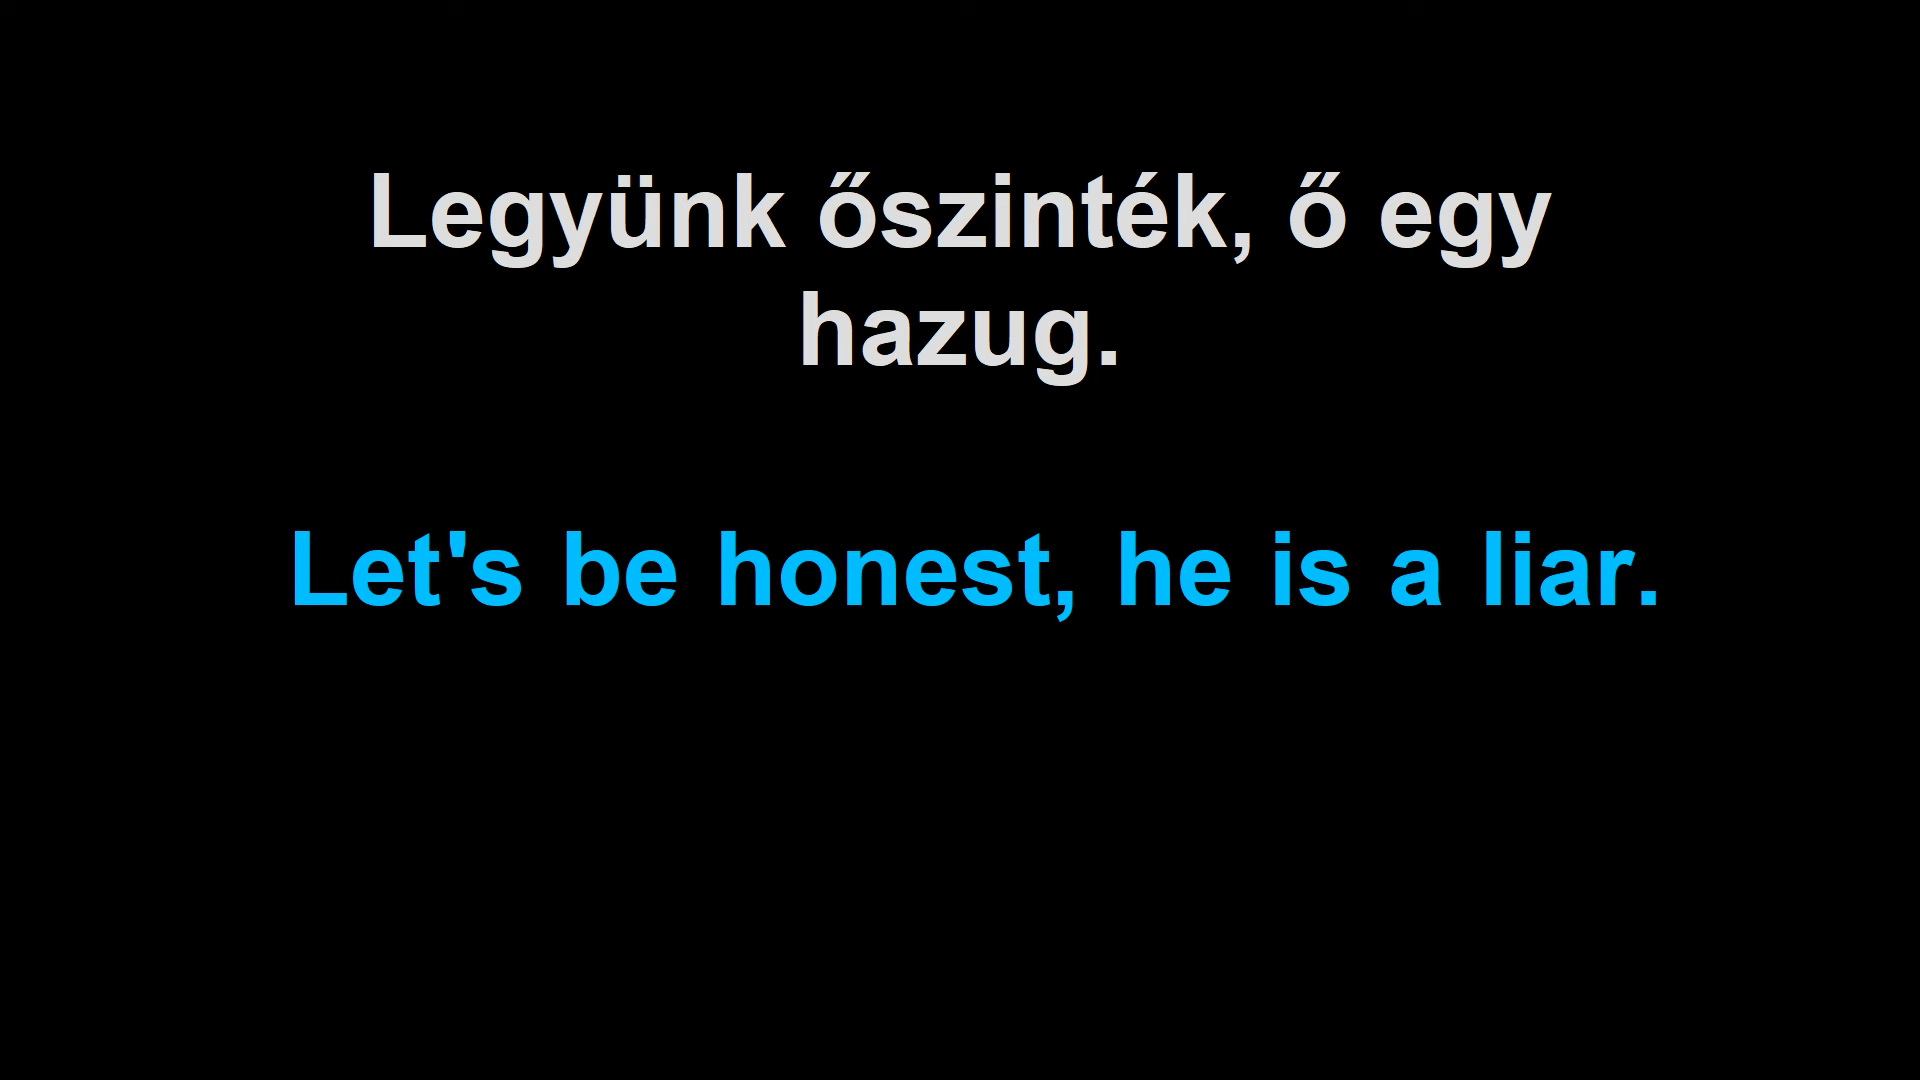 Legyünk őszinték, ő egy
hazug.
Let's be honest, he is a liar.